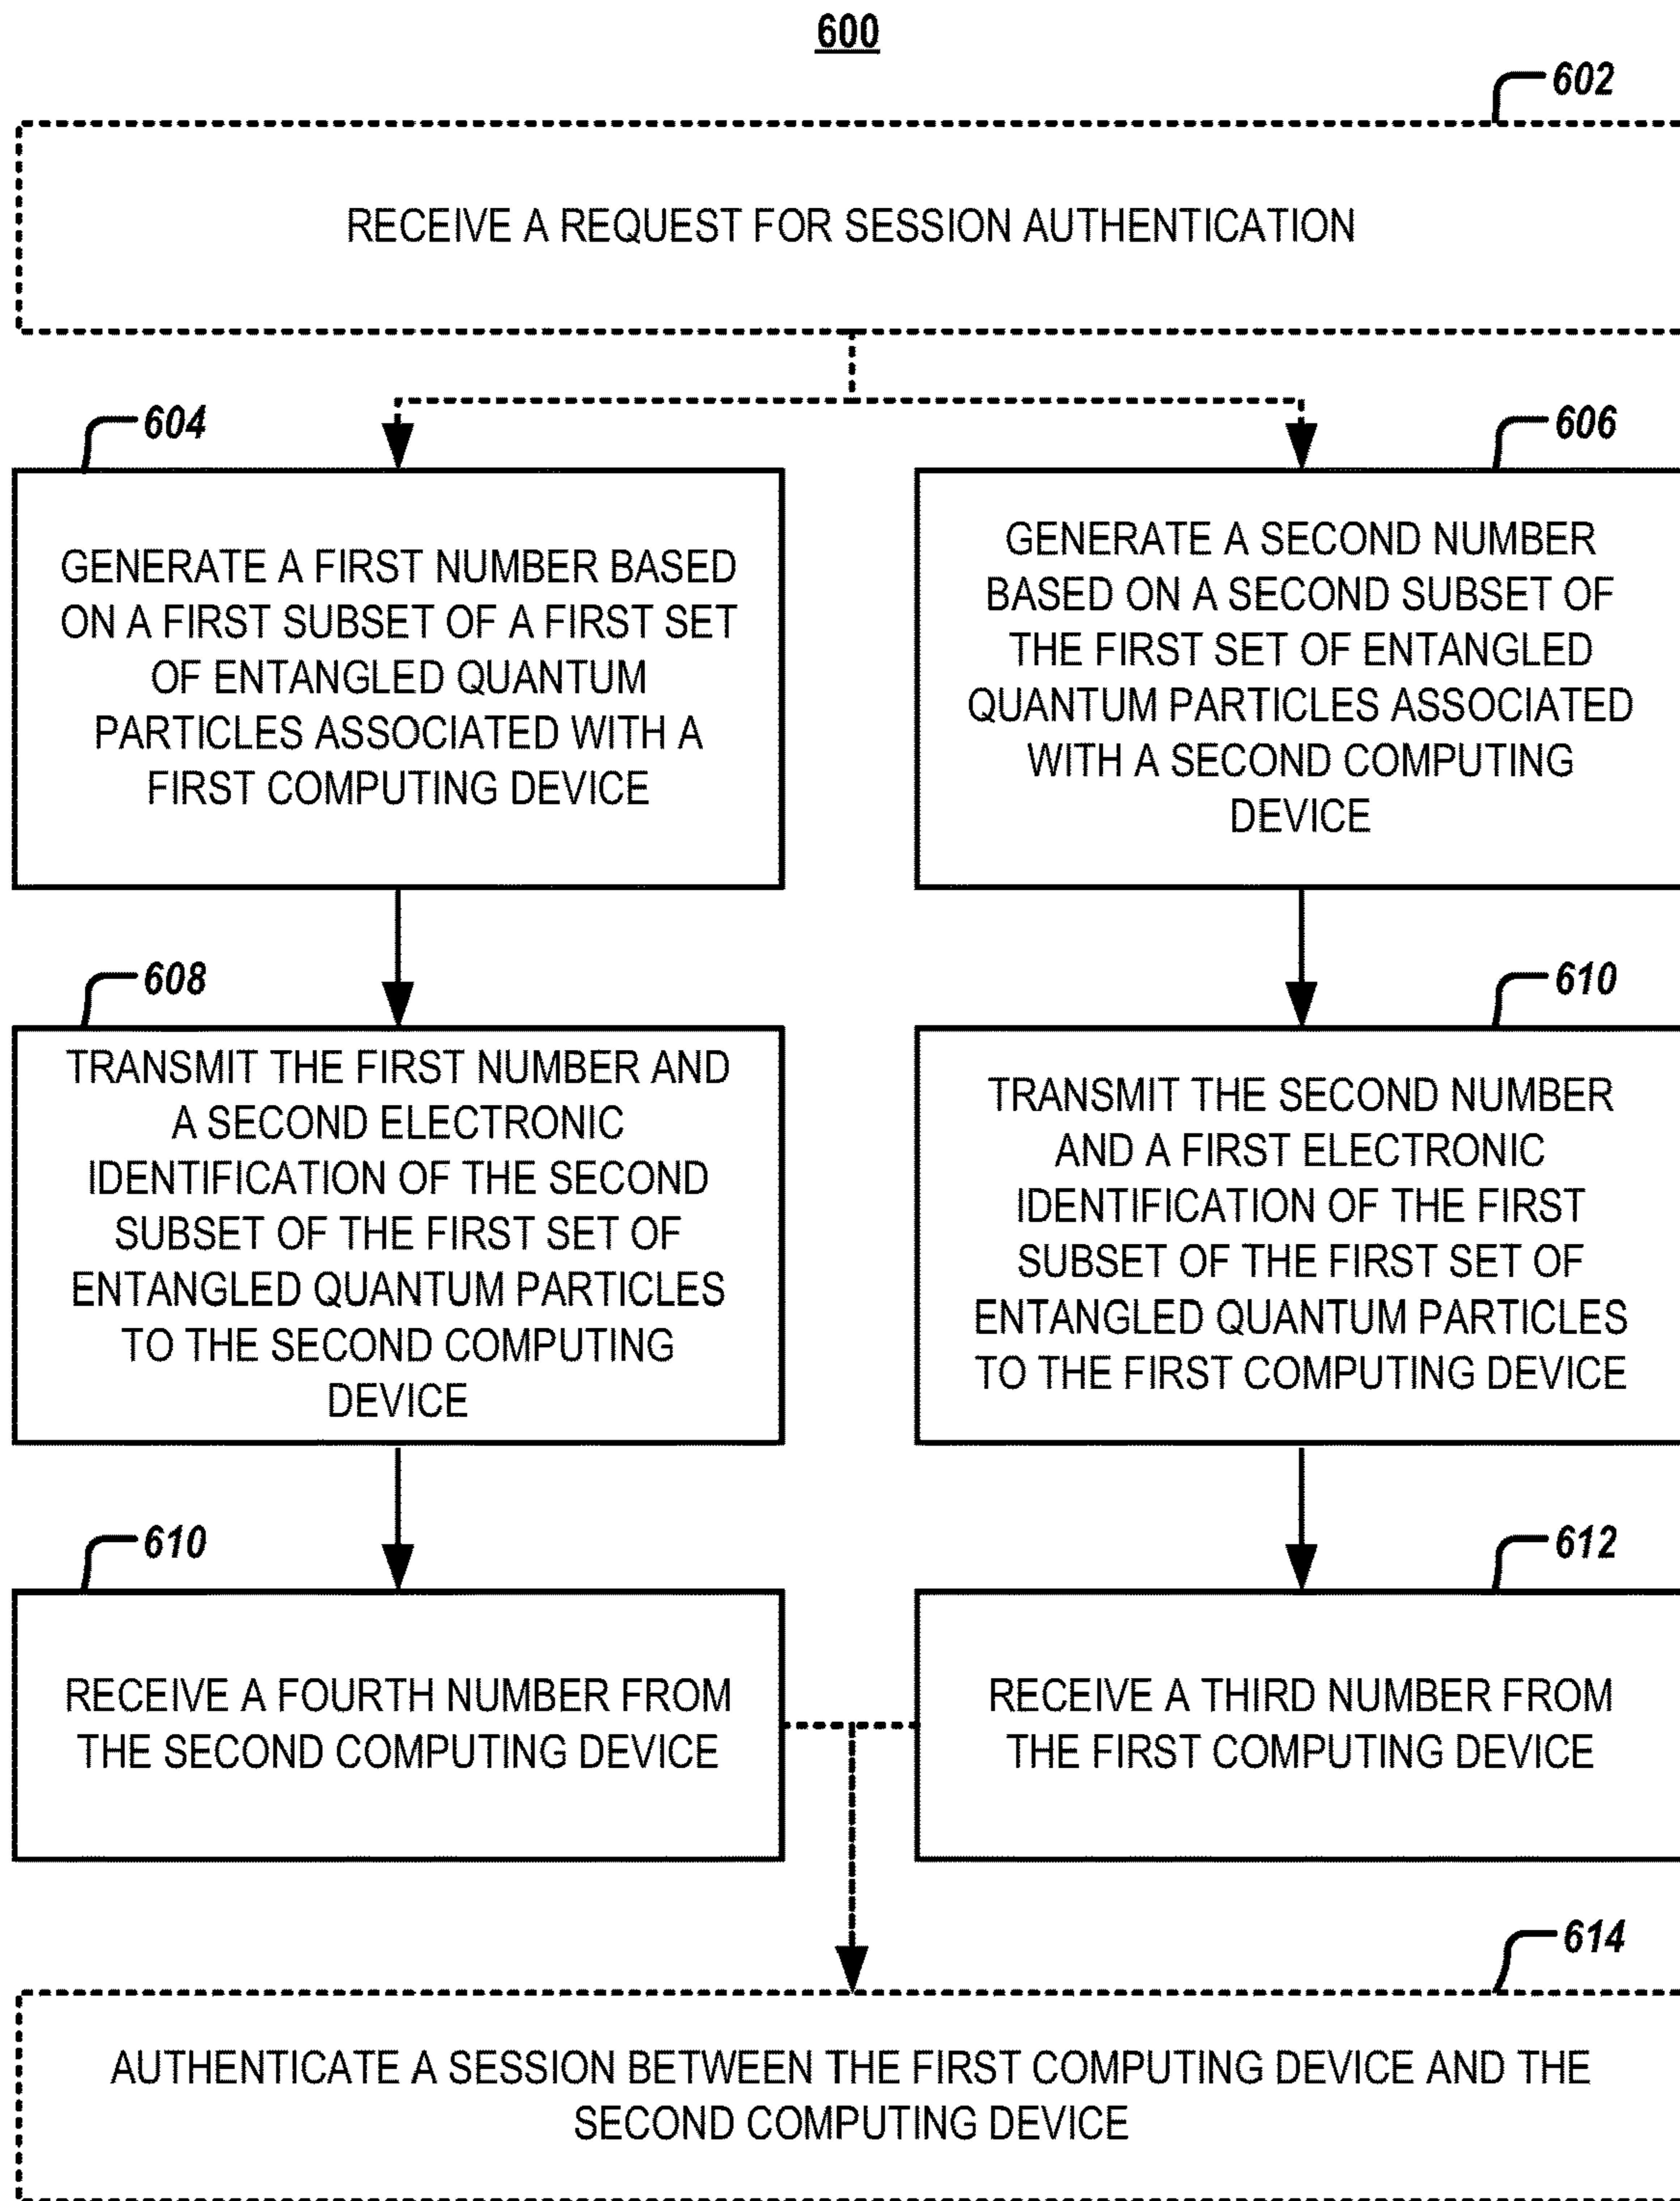 600
602
RECEIVE A REQUEST FOR SESSION AUTHENTICATION
604
GENERATE A FIRST NUMBER BASED
ON A FIRST SUBSET OF A FIRST SET
OF ENTANGLED QUANTUM
PARTICLES ASSOCIATED WITH A
FIRST COMPUTING DEVICE
606
GENERATE A SECOND NUMBER
BASED ON A SECOND SUBSET OF
THE FIRST SET OF ENTANGLED
QUANTUM PARTICLES ASSOCIATED
WITH A SECOND COMPUTING
DEVICE
608
TRANSMIT THE FIRST NUMBER AND
A SECOND ELECTRONIC
IDENTIFICATION OF THE SECOND
SUBSET OF THE FIRST SET OF
ENTANGLED QUANTUM PARTICLES
TO THE SECOND COMPUTING
DEVICE
610
TRANSMIT THE SECOND NUMBER
AND A FIRST ELECTRONIC
IDENTIFICATION OF THE FIRST
SUBSET OF THE FIRST SET OF
ENTANGLED QUANTUM PARTICLES
TO THE FIRST COMPUTING DEVICE
610
RECEIVE A FOURTH NUMBER FROM
THE SECOND COMPUTING DEVICE
612
RECEIVE A THIRD NUMBER FROM
THE FIRST COMPUTING DEVICE
614
AUTHENTICATE A SESSION BETWEEN THE FIRST COMPUTING DEVICE AND THE
SECOND COMPUTING DEVICE